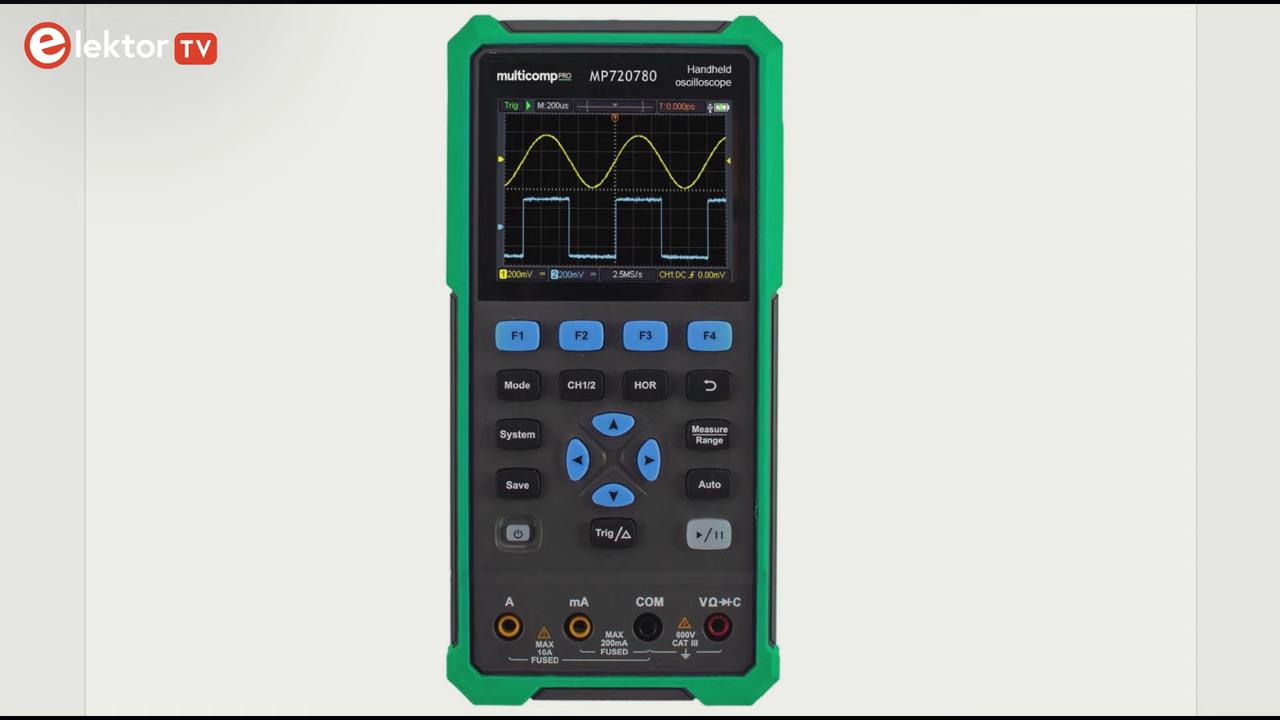 elektor TV
multicomp PRO MP720780 Handheld oscilloscope
Trig M:200us T:0.000ps
T
1 200mV 2 200mV 2.5MS/s CH1:DC 0.00mV
F1 F2 F3 F4
Mode CH1/2 HOR
System Measure Range
Save Auto
Trig/△
A mA COM VΩC
MAX 10A FUSED
MAX 200mA FUSED
600V CAT III